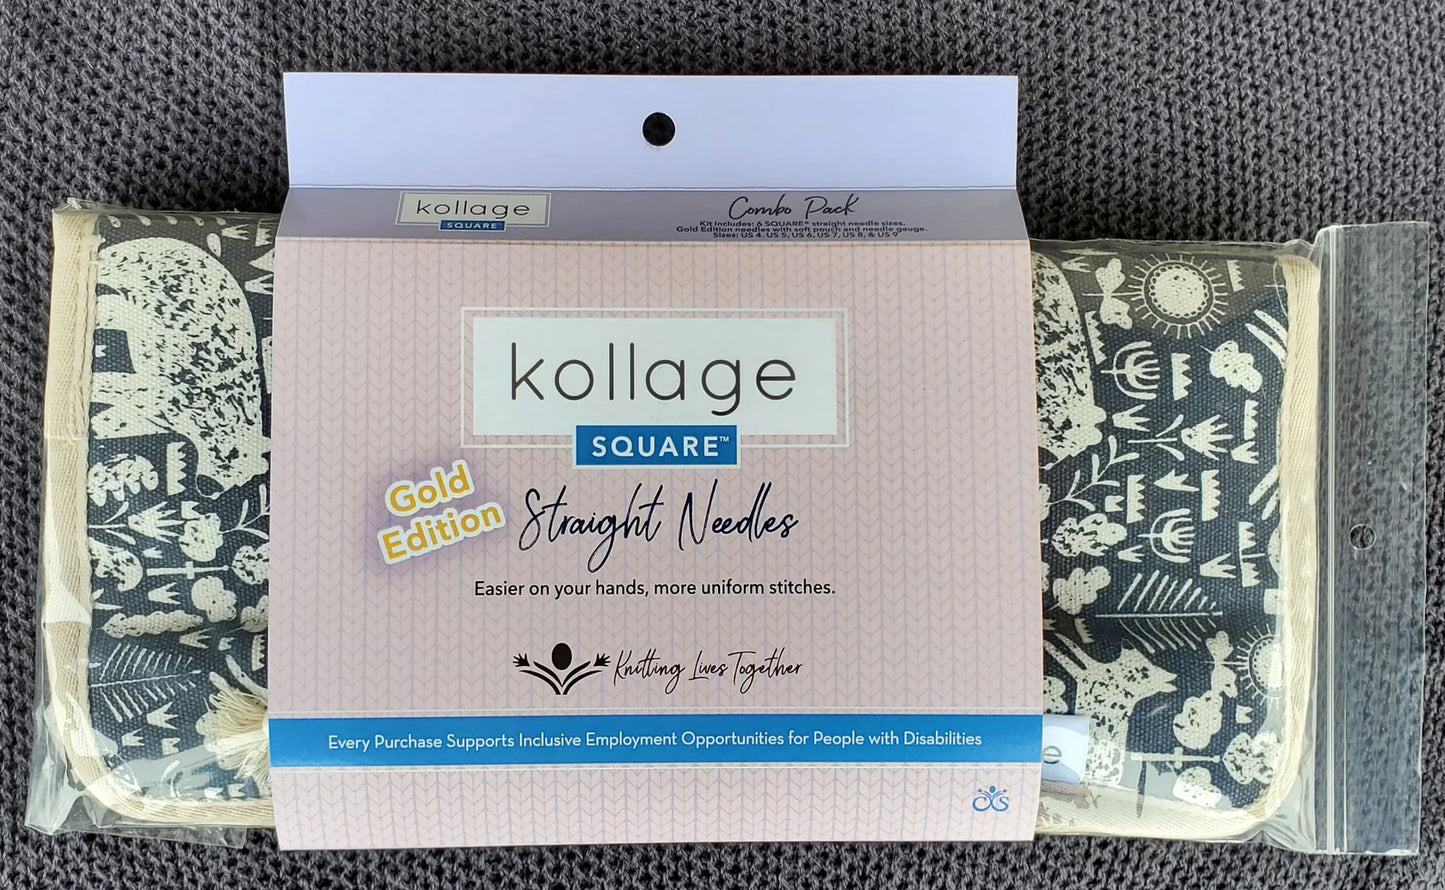 kollage
SQUARE™
Combo Pack
Kit Includes: 6 SQUARE® straight needle sizes.
Gold Edition needles with soft pouch and needle gauge.
Sizes: US 4, US 5, US 6, US 7, US 8, & US 9
kollage
SQUARE™
Gold
Edition
Straight Needles
Easier on your hands, more uniform stitches.
Knitting Lives Together
Every Purchase Supports Inclusive Employment Opportunities for People with Disabilities
e